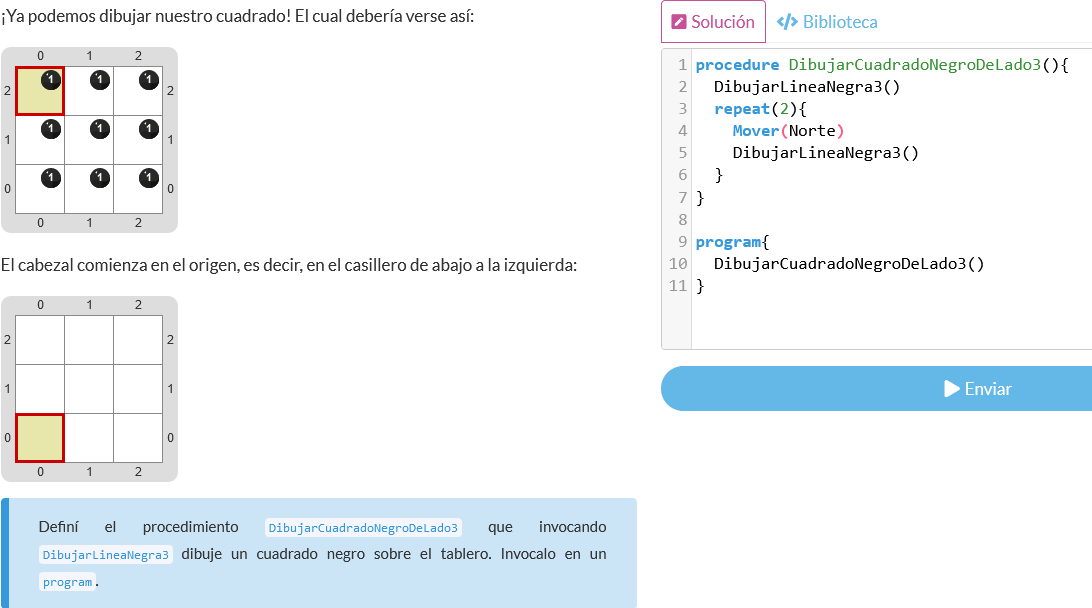 ¡Ya podemos dibujar nuestro cuadrado! El cual debería verse así:
0 1 2
2 1 1 1 2
1 1 1 1 1
0 1 1 1 0
0 1 2
El cabezal comienza en el origen, es decir, en el casillero de abajo a la izquierda:
0 1 2
2 2
1 1
0 0
0 1 2
Definí el procedimiento DibujarCuadradoNegroDeLado3 que invocando
DibujarLineaNegra3 dibuje un cuadrado negro sobre el tablero. Invocalo en un
program.
Solución </> Biblioteca
1 procedure DibujarCuadradoNegroDeLado3(){
2 DibujarLineaNegra3()
3 repeat(2){
4 Mover(Norte)
5 DibujarLineaNegra3()
6 }
7 }
8
9 program{
10 DibujarCuadradoNegroDeLado3()
11 }
Enviar